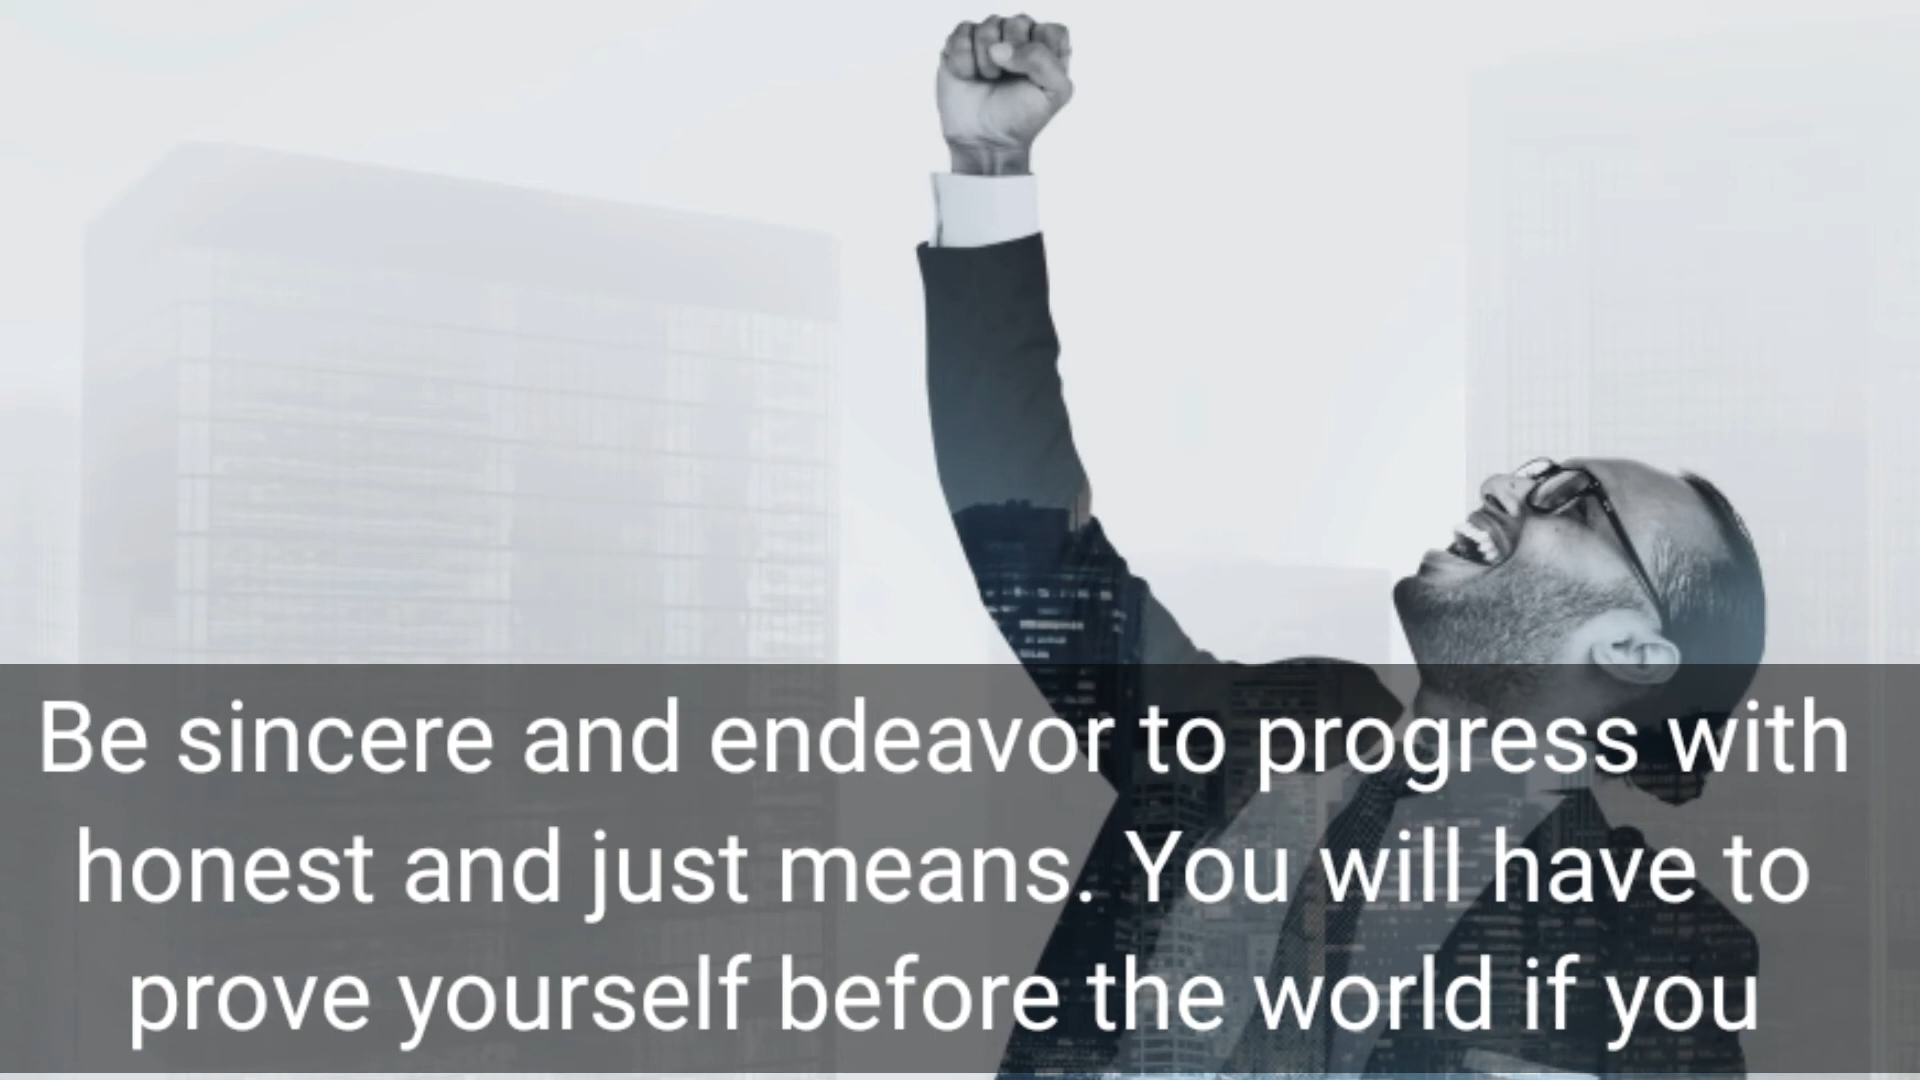 Be sincere and endeavor to progress with
honest and just means. You will have to
prove yourself before the world if you